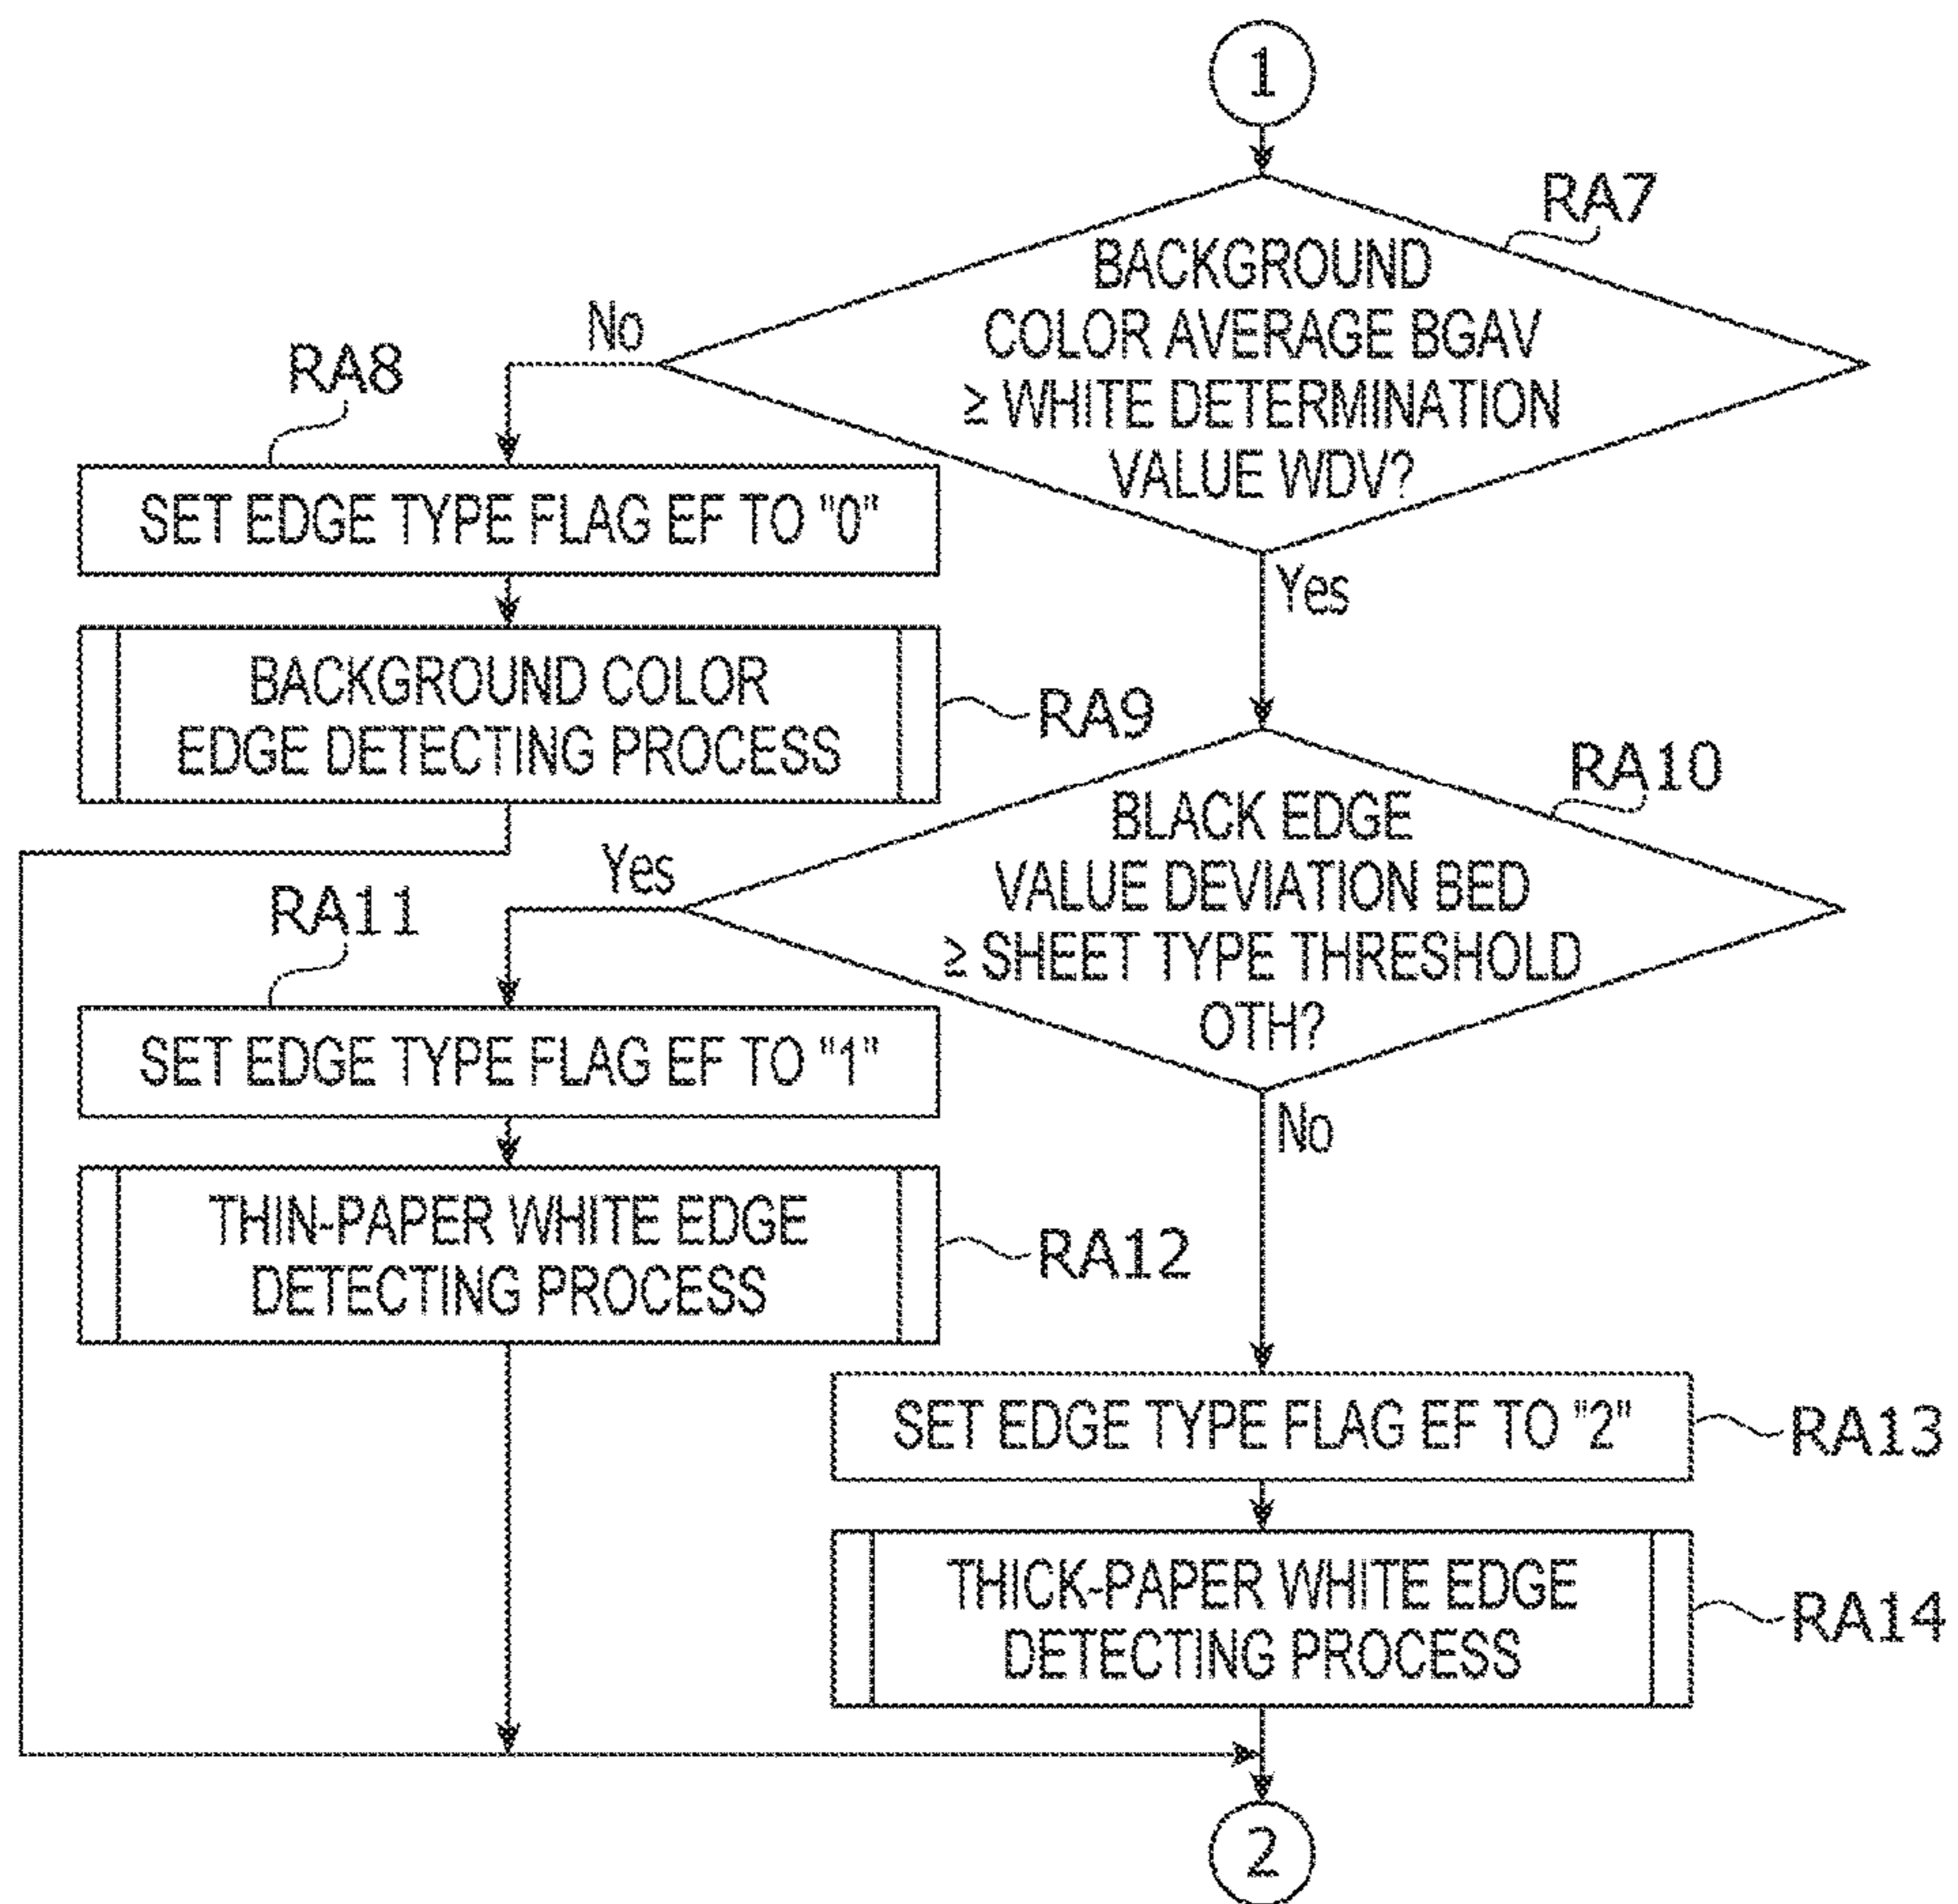 1
RA7
BACKGROUND
COLOR AVERAGE BGAV
≥ WHITE DETERMINATION
VALUE WDV?
No
Yes
RA8
SET EDGE TYPE FLAG EF TO "0"
BACKGROUND COLOR
EDGE DETECTING PROCESS
RA9
RA10
BLACK EDGE
VALUE DEVIATION BED
≥ SHEET TYPE THRESHOLD
OTH?
Yes
No
RA11
SET EDGE TYPE FLAG EF TO "1"
THIN-PAPER WHITE EDGE
DETECTING PROCESS
RA12
SET EDGE TYPE FLAG EF TO "2"
RA13
THICK-PAPER WHITE EDGE
DETECTING PROCESS
RA14
2